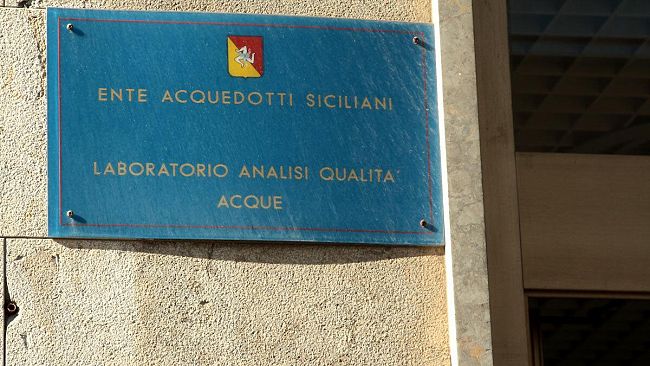 ENTE ACQUEDOTTI SICILIANI
LABORATORIO ANALISI QUALITA'
ACQUE